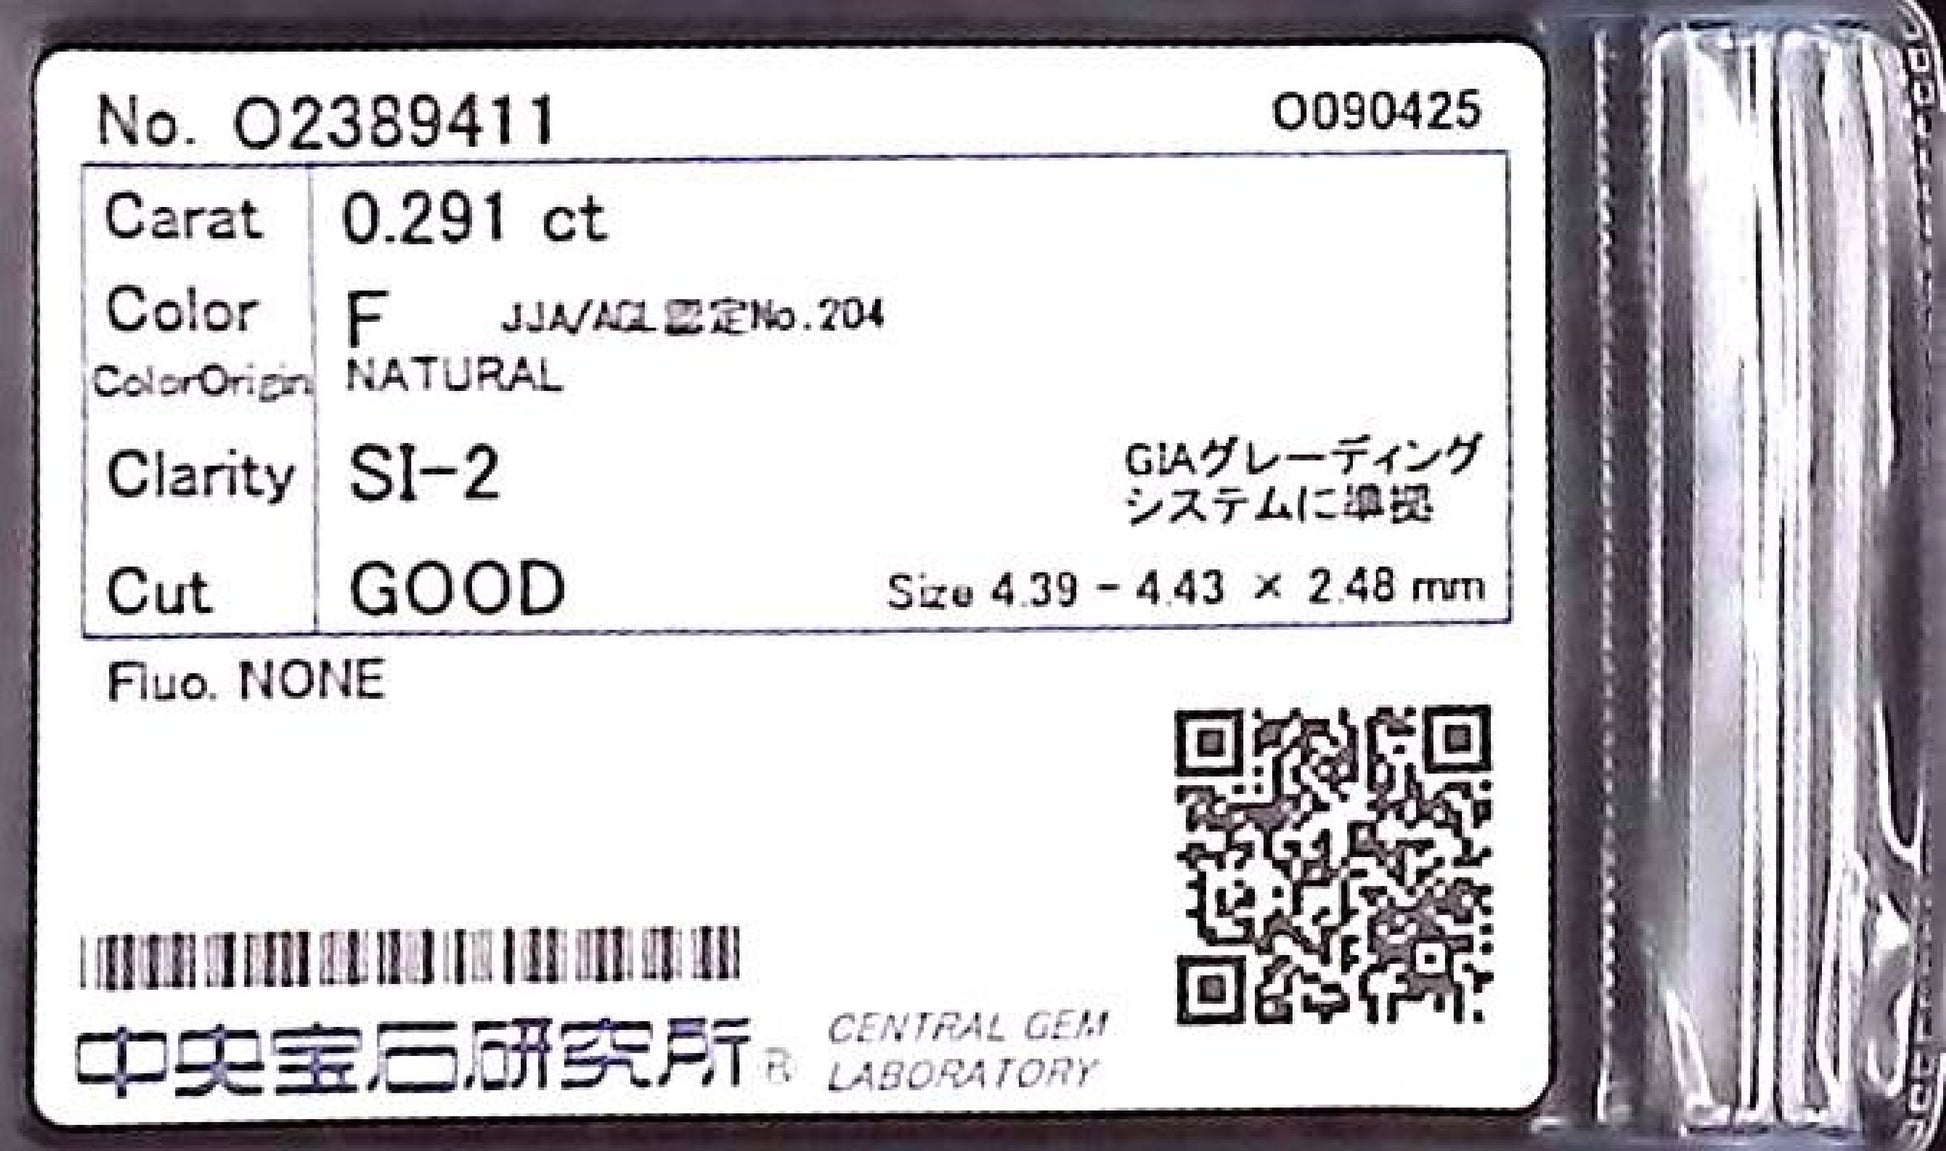 No. O2389411 O090425
Carat 0.291 ct
Color F JJA/AGL認定No.204
ColorOrigin NATURAL
Clarity SI-2 GIAグレーディング
システムに準拠
Cut GOOD Size 4.39 - 4.43 × 2.48 mm
Fluo. NONE
中央宝石研究所® CENTRAL GEM
LABORATORY